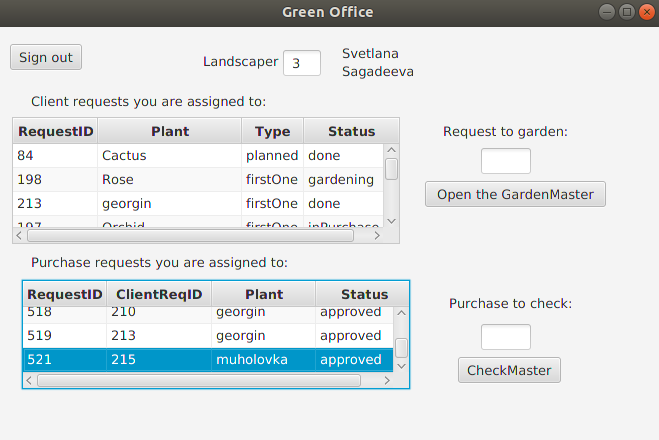 Green Office
Sign out
Landscaper 3 Svetlana
Sagadeeva
Client requests you are assigned to:
RequestID Plant Type Status
84 Cactus planned done
198 Rose firstOne gardening
213 georgin firstOne done
197 Orchid firstOne inPurchase
Request to garden:
Open the GardenMaster
Purchase requests you are assigned to:
RequestID ClientReqID Plant Status
518 210 georgin approved
519 213 georgin approved
521 215 muholovka approved
Purchase to check:
CheckMaster